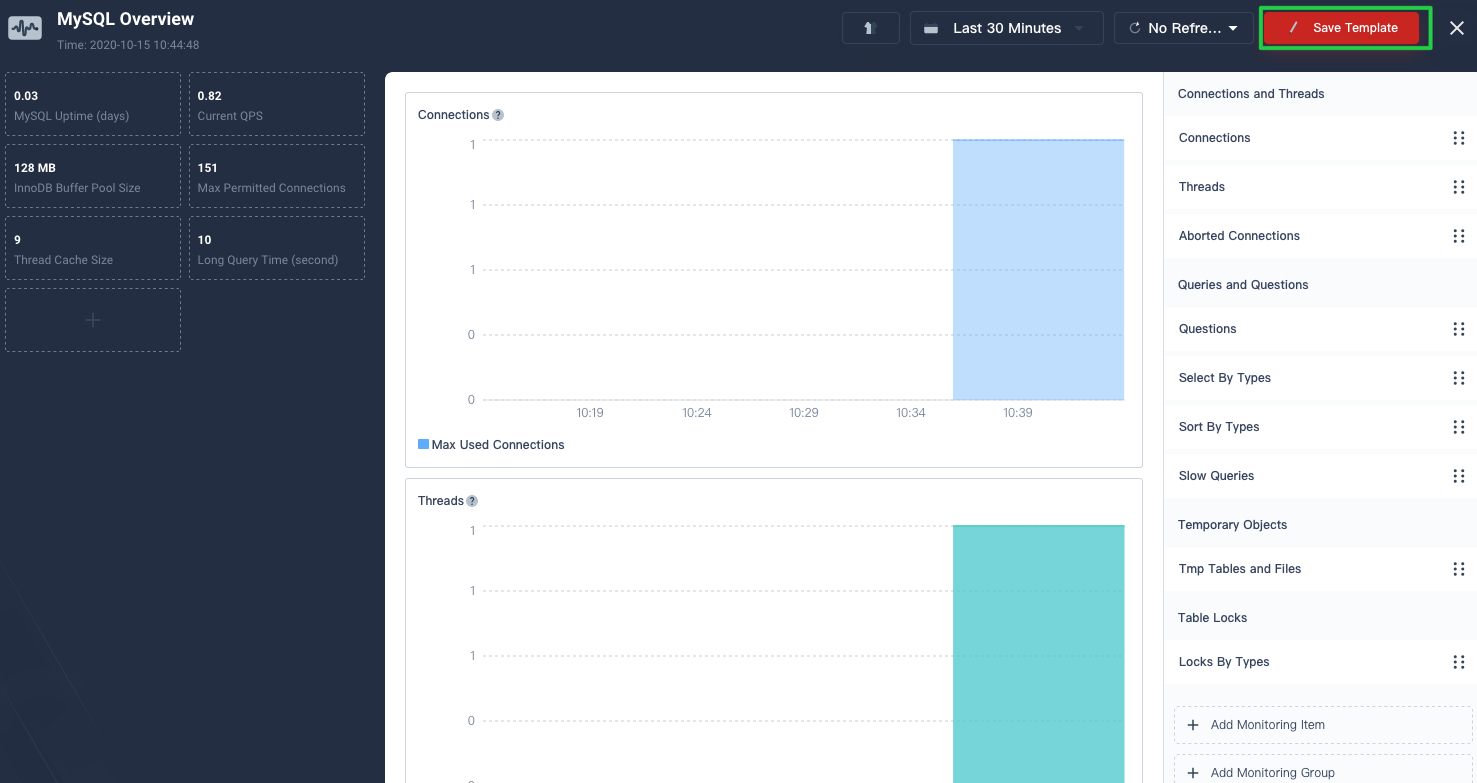 MySQL Overview
Time: 2020-10-15 10:44:48
Last 30 Minutes
No Refre...
Save Template
0.03
MySQL Uptime (days)
0.82
Current QPS
128 MB
InnoDB Buffer Pool Size
151
Max Permitted Connections
9
Thread Cache Size
10
Long Query Time (second)
Connections ?
1
1
1
0
0
10:19 10:24 10:29 10:34 10:39
Max Used Connections
Threads ?
1
1
1
0
Connections and Threads
Connections
Threads
Aborted Connections
Queries and Questions
Questions
Select By Types
Sort By Types
Slow Queries
Temporary Objects
Tmp Tables and Files
Table Locks
Locks By Types
+ Add Monitoring Item
+ Add Monitoring Group